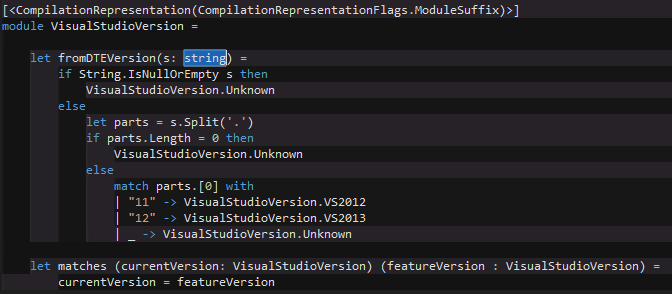 [<CompilationRepresentation(CompilationRepresentationFlags.ModuleSuffix)>]
module VisualStudioVersion =
let fromDTEVersion(s: string) =
if String.IsNullOrEmpty s then
VisualStudioVersion.Unknown
else
let parts = s.Split('.')
if parts.Length = 0 then
VisualStudioVersion.Unknown
else
match parts.[0] with
| "11" -> VisualStudioVersion.VS2012
| "12" -> VisualStudioVersion.VS2013
| _ -> VisualStudioVersion.Unknown
let matches (currentVersion: VisualStudioVersion) (featureVersion : VisualStudioVersion) =
currentVersion = featureVersion